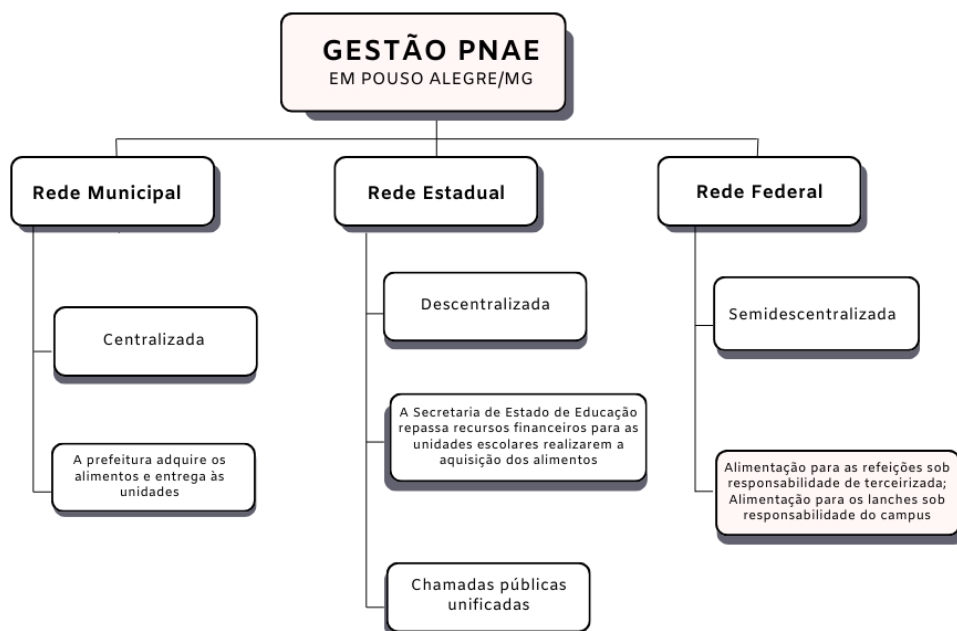 GESTÃO PNAE
EM POUSO ALEGRE/MG
Rede Municipal
Centralizada
A prefeitura adquire os
alimentos e entrega às
unidades
Rede Estadual
Descentralizada
A Secretaria de Estado de Educação
repassa recursos financeiros para as
unidades escolares realizarem a
aquisição dos alimentos
Chamadas públicas
unificadas
Rede Federal
Semidescentralizada
Alimentação para as refeições sob
responsabilidade de terceirizada;
Alimentação para os lanches sob
responsabilidade do campus